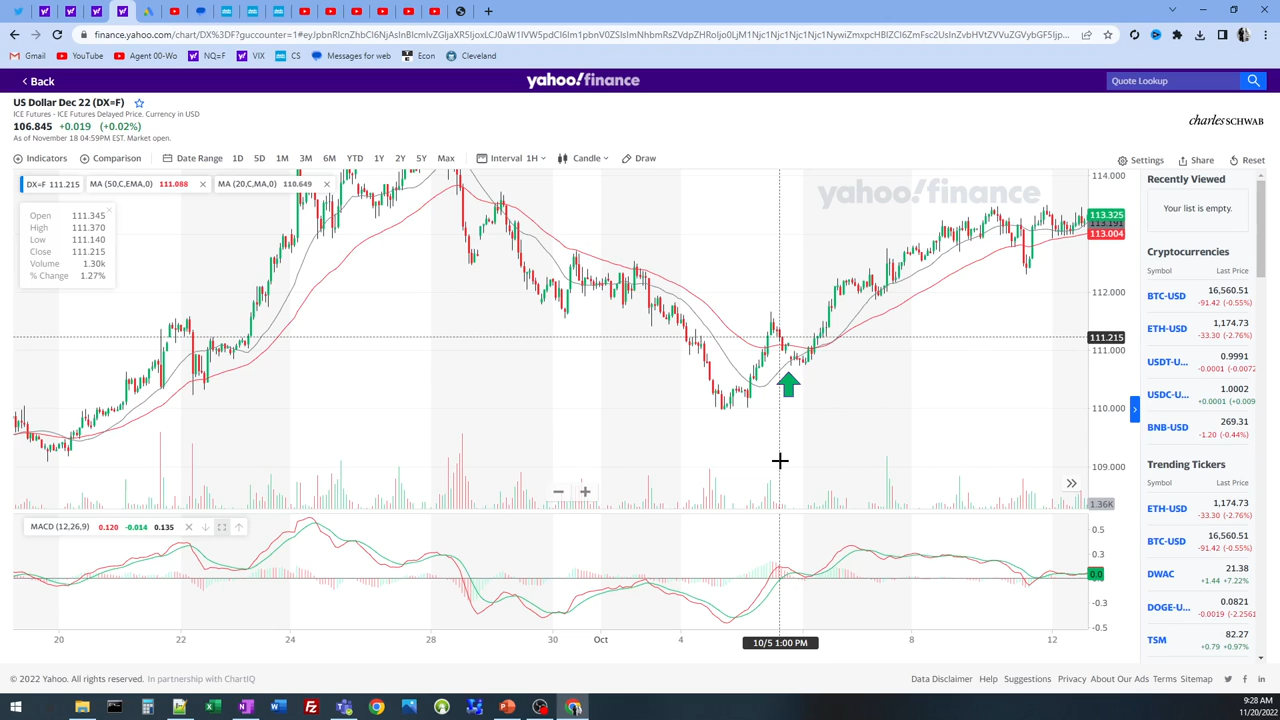 finance.yahoo.com/chart/DX%3DF?guccounter=1#
Gmail YouTube Agent 00-Wo NQ=F VIX CS Messages for web Econ Cleveland
Back
yahoo!finance
Quote Lookup
US Dollar Dec 22 (DX=F)
ICE Futures - ICE Futures Delayed Price. Currency in USD
106.845 +0.019 (+0.02%)
As of November 18 04:59PM EST. Market open.
charles SCHWAB
Indicators Comparison Date Range 1D 5D 1M 3M 6M YTD 1Y 2Y 5Y Max Interval 1H Candle Draw Settings Share Reset
DX=F 111.215 MA (50,C,EMA,0) 111.088 MA (20,C,MA,0) 110.649
yahoo!finance
Open 111.345
High 111.370
Low 111.140
Close 111.215
Volume 1.30k
% Change 1.27%
114.000
113.325
113.191
113.004
112.000
111.215
111.000
110.000
109.000
1.36K
MACD (12,26,9) 0.120 -0.014 0.135
0.5
0.3
0.0
-0.3
-0.5
20 22 24 28 30 Oct 4 10/5 1:00 PM 8 12
Recently Viewed
Your list is empty.
Cryptocurrencies
Symbol Last Price
BTC-USD 16,560.51
-91.42 (-0.55%)
ETH-USD 1,174.73
-33.30 (-2.76%)
USDT-U... 0.9991
-0.0001 (-0.0072
USDC-U... 1.0002
+0.0001 (+0.009
BNB-USD 269.31
-1.20 (-0.44%)
Trending Tickers
Symbol Last Price
ETH-USD 1,174.73
-33.30 (-2.76%)
BTC-USD 16,560.51
-91.42 (-0.55%)
DWAC 21.38
+1.44 +7.22%
DOGE-U... 0.0821
-0.0019 (-2.2561
TSM 82.27
+0.79 +0.97%
© 2022 Yahoo. All rights reserved. In partnership with ChartIQ
Data Disclaimer Help Suggestions Privacy About Our Ads Terms Sitemap
9:28 AM
11/20/2022